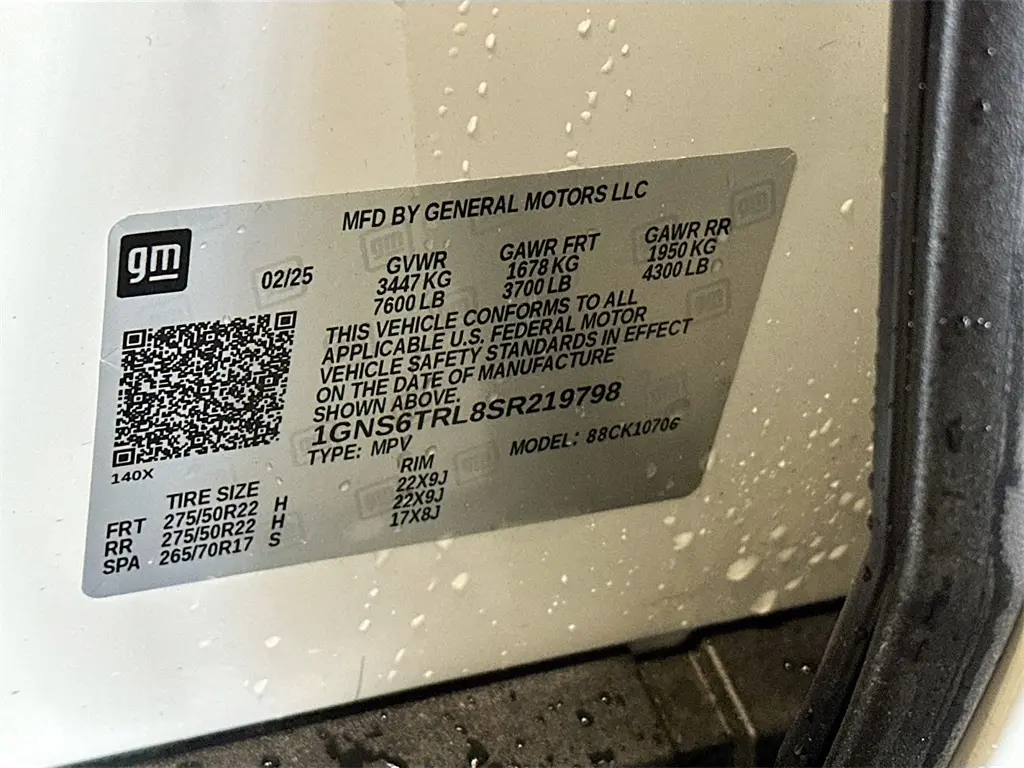 MFD BY GENERAL MOTORS LLC
gm
02/25 GVWR GAWR FRT GAWR RR
3447 KG 1678 KG 1950 KG
7600 LB 3700 LB 4300 LB
THIS VEHICLE CONFORMS TO ALL
APPLICABLE U.S. FEDERAL MOTOR
VEHICLE SAFETY STANDARDS IN EFFECT
ON THE DATE OF MANUFACTURE
SHOWN ABOVE.
1GNS6TRL8SR219798
TYPE: MPV MODEL: 88CK10706
140X
TIRE SIZE RIM
FRT 275/50R22 H 22X9J
RR 275/50R22 H 22X9J
SPA 265/70R17 S 17X8J